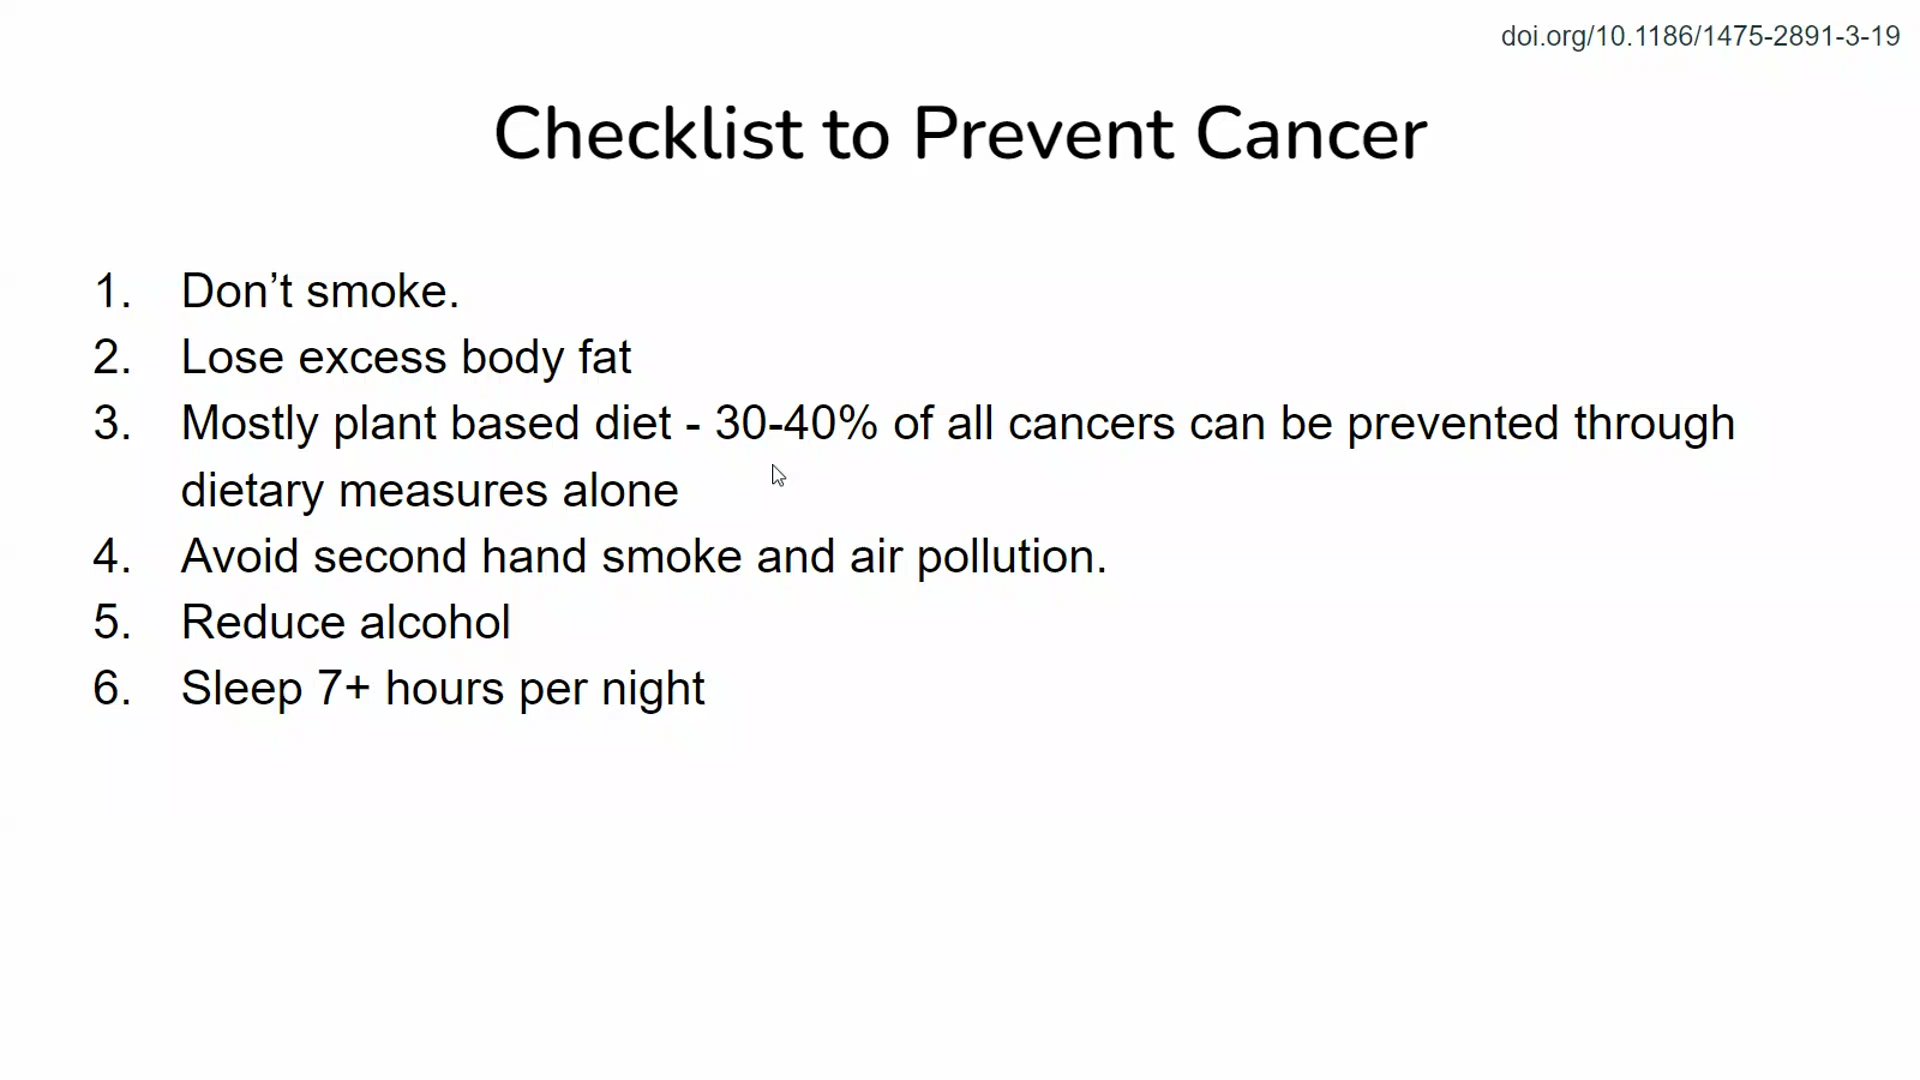 doi.org/10.1186/1475-2891-3-19
Checklist to Prevent Cancer
1. Don’t smoke.
2. Lose excess body fat
3. Mostly plant based diet - 30-40% of all cancers can be prevented through
dietary measures alone
4. Avoid second hand smoke and air pollution.
5. Reduce alcohol
6. Sleep 7+ hours per night